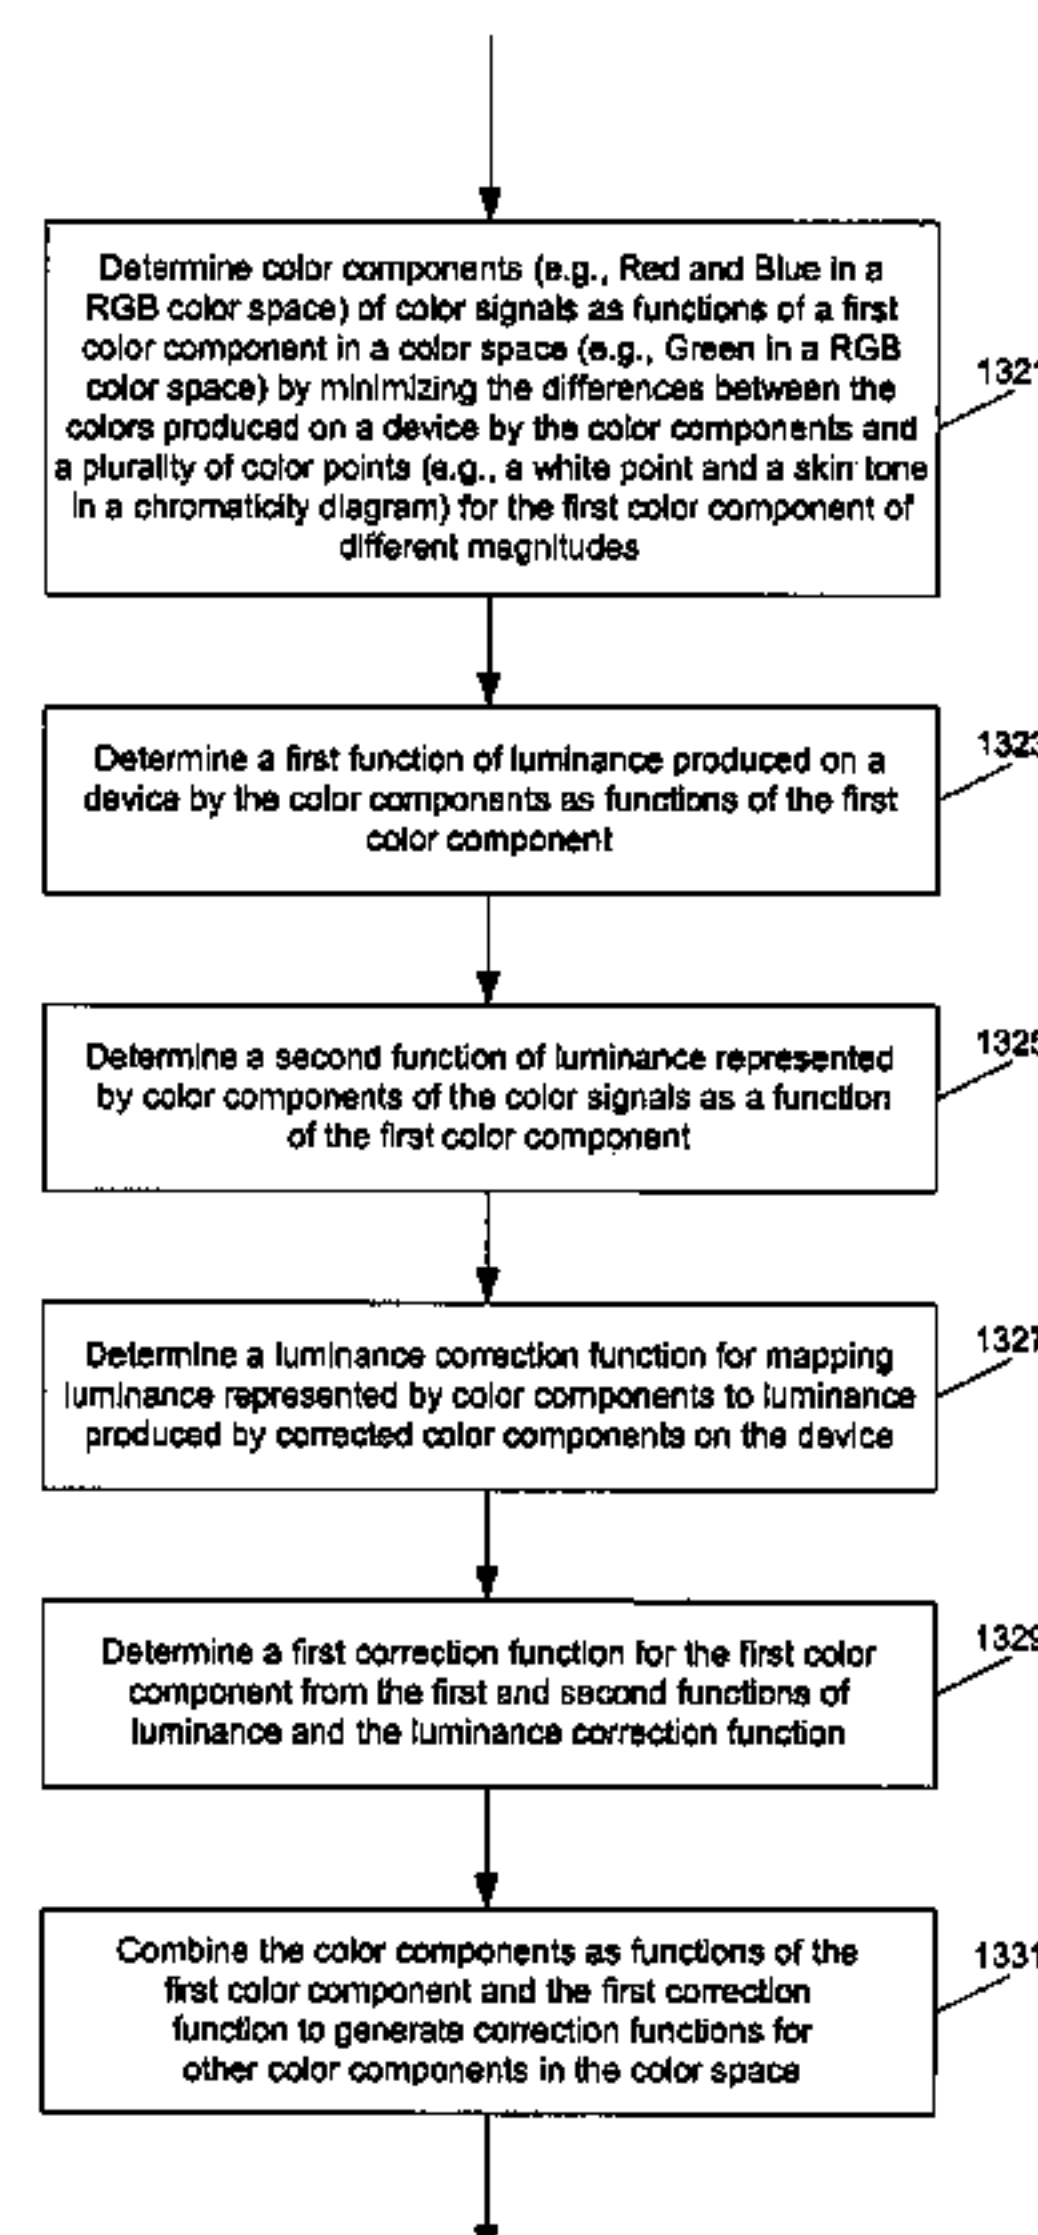 Determine color components (e.g., Red and Blue in a
RGB color space) of color signals as functions of a first
color component in a color space (e.g., Green in a RGB
color space) by minimizing the differences between the
colors produced on a device by the color components and
a plurality of color points (e.g., a white point and a skin tone
in a chromaticity diagram) for the first color component of
different magnitudes
1321
Determine a first function of luminance produced on a
device by the color components as functions of the first
color component
1323
Determine a second function of luminance represented
by color components of the color signals as a function
of the first color component
1325
Determine a luminance correction function for mapping
luminance represented by color components to luminance
produced by corrected color components on the device
1327
Determine a first correction function for the first color
component from the first and second functions of
luminance and the luminance correction function
1329
Combine the color components as functions of the
first color component and the first correction
function to generate correction functions for
other color components in the color space
1331